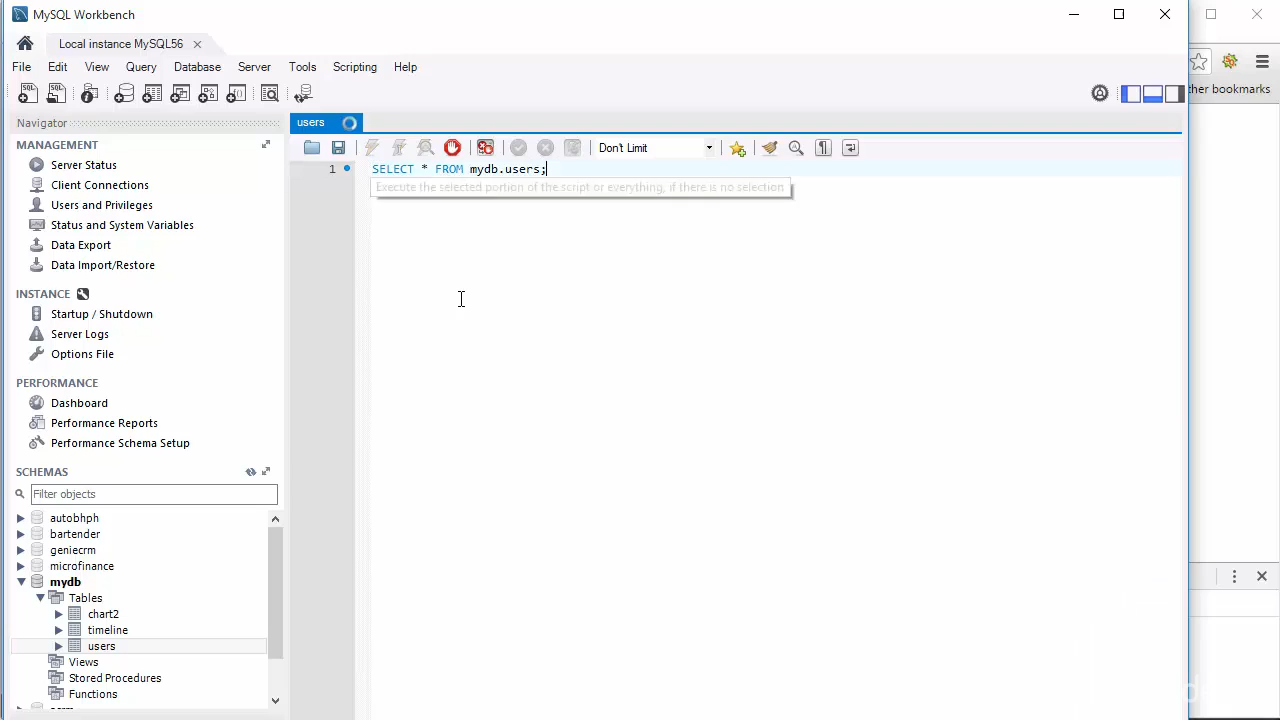 MySQL Workbench
Local instance MySQL56
File Edit View Query Database Server Tools Scripting Help
ther bookmarks
Navigator
users
MANAGEMENT
Server Status
Client Connections
Users and Privileges
Status and System Variables
Data Export
Data Import/Restore
INSTANCE
Startup / Shutdown
Server Logs
Options File
PERFORMANCE
Dashboard
Performance Reports
Performance Schema Setup
SCHEMAS
Filter objects
autobhph
bartender
geniecrm
microfinance
mydb
Tables
chart2
timeline
users
Views
Stored Procedures
Functions
Don't Limit
1 SELECT * FROM mydb.users;
Execute the selected portion of the script or everything, if there is no selection